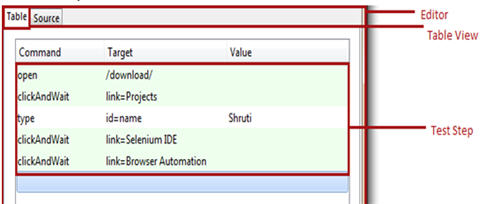 Table Source Editor
Table View
Command Target Value
open /download/
clickAndWait link=Projects
type id=name Shruti
Test Step
clickAndWait link=Selenium IDE
clickAndWait link=Browser Automation